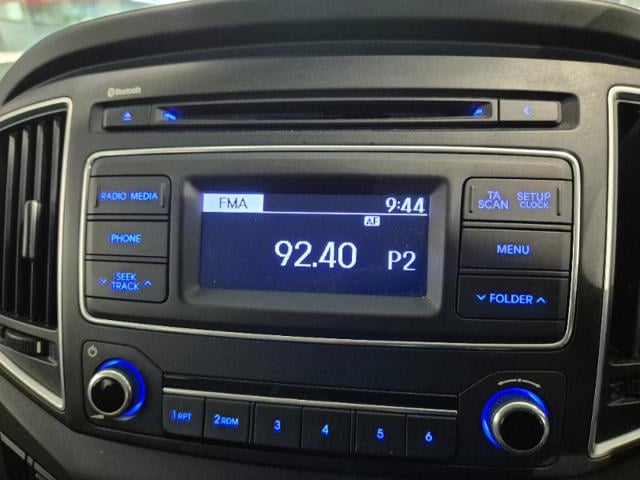 Bluetooth
RADIO MEDIA
PHONE
SEEK
TRACK
FMA
9:44
AF
92.40 P2
TA
SCAN
SETUP
CLOCK
MENU
FOLDER
1 RPT
2 RDM
3
4
5
6